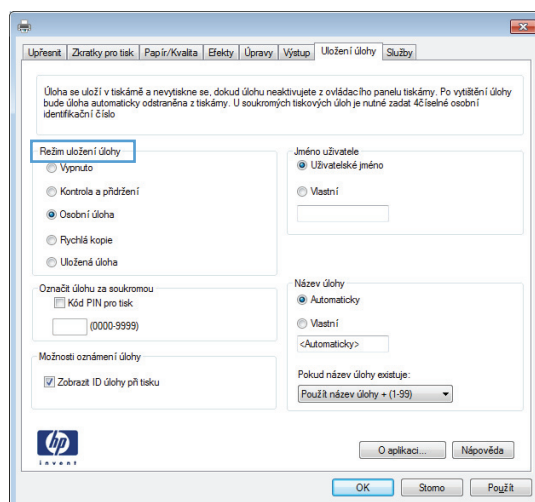 Upřesnit Zkratky pro tisk Papír/Kvalita Efekty Úpravy Výstup Uložení úlohy Služby
Úloha se uloží v tiskárně a nevytiskne se, dokud úlohu neaktivujete z ovládacího panelu tiskárny. Po vytištění úlohy
bude úloha automaticky odstraněna z tiskárny. U soukromých tiskových úloh je nutné zadat 4číselné osobní
identifikační číslo
Režim uložení úlohy
Vypnuto
Kontrola a přidržení
Osobní úloha
Rychlá kopie
Uložená úloha
Jméno uživatele
Uživatelské jméno
Vlastní
Označit úlohu za soukromou
Kód PIN pro tisk
(0000-9999)
Název úlohy
Automaticky
Vlastní
<Automaticky>
Možnosti oznámení úlohy
Zobrazit ID úlohy při tisku
Pokud název úlohy existuje:
Použít název úlohy + (1-99)
hp
invent
O aplikaci... Nápověda
OK Storno Použít